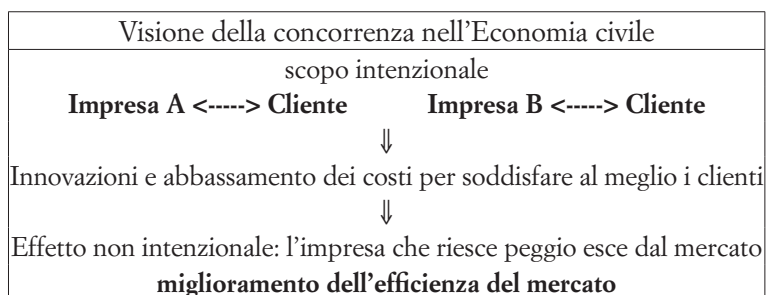 Visione della concorrenza nell’Economia civile
scopo intenzionale
Impresa A <-----> Cliente Impresa B <-----> Cliente
⇓
Innovazioni e abbassamento dei costi per soddisfare al meglio i clienti
⇓
Effetto non intenzionale: l’impresa che riesce peggio esce dal mercato
miglioramento dell’efficienza del mercato